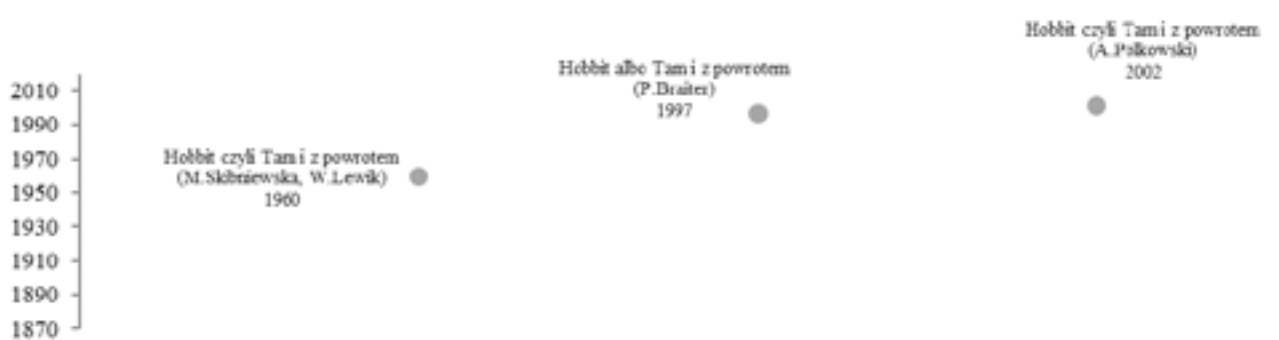 Hobbit czyli Tam i z powrotem
(A.Polkowski)
2002
Hobbit albo Tam i z powrotem
(P.Braiter)
1997
Hobbit czyli Tam i z powrotem
(M.Skibniewska, W.Lewik)
1960
2010
1990
1970
1950
1930
1910
1890
1870